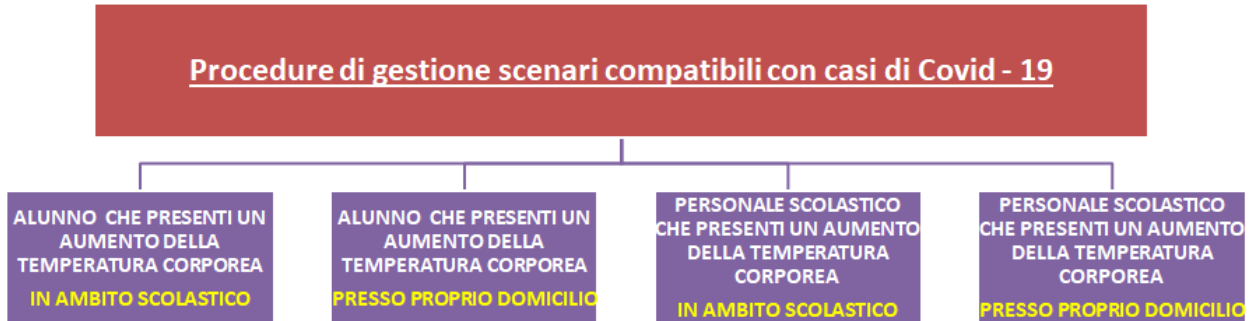 Procedure di gestione scenari compatibili con casi di Covid - 19
ALUNNO CHE PRESENTI UN
AUMENTO DELLA
TEMPERATURA CORPOREA
IN AMBITO SCOLASTICO
ALUNNO CHE PRESENTI UN
AUMENTO DELLA
TEMPERATURA CORPOREA
PRESSO PROPRIO DOMICILIO
PERSONALE SCOLASTICO
CHE PRESENTI UN AUMENTO
DELLA TEMPERATURA
CORPOREA
IN AMBITO SCOLASTICO
PERSONALE SCOLASTICO
CHE PRESENTI UN AUMENTO
DELLA TEMPERATURA
CORPOREA
PRESSO PROPRIO DOMICILIO